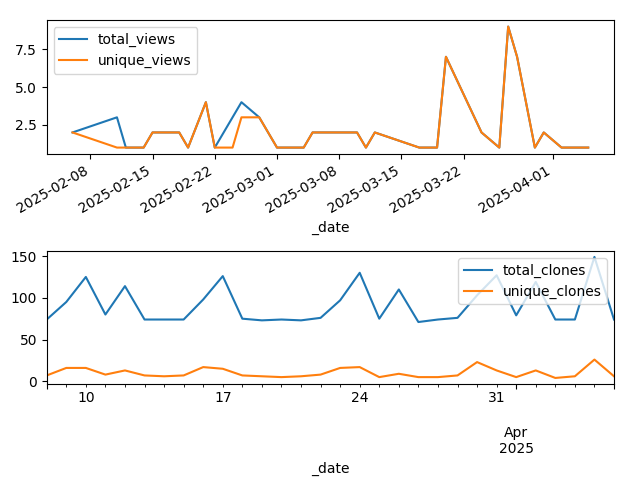 total_views
unique_views
7.5
5.0
2.5
2025-02-08
2025-02-15
2025-02-22
2025-03-01
2025-03-08
2025-03-15
2025-03-22
2025-04-01
_date
total_clones
unique_clones
150
100
50
0
10
17
24
31
Apr
2025
_date